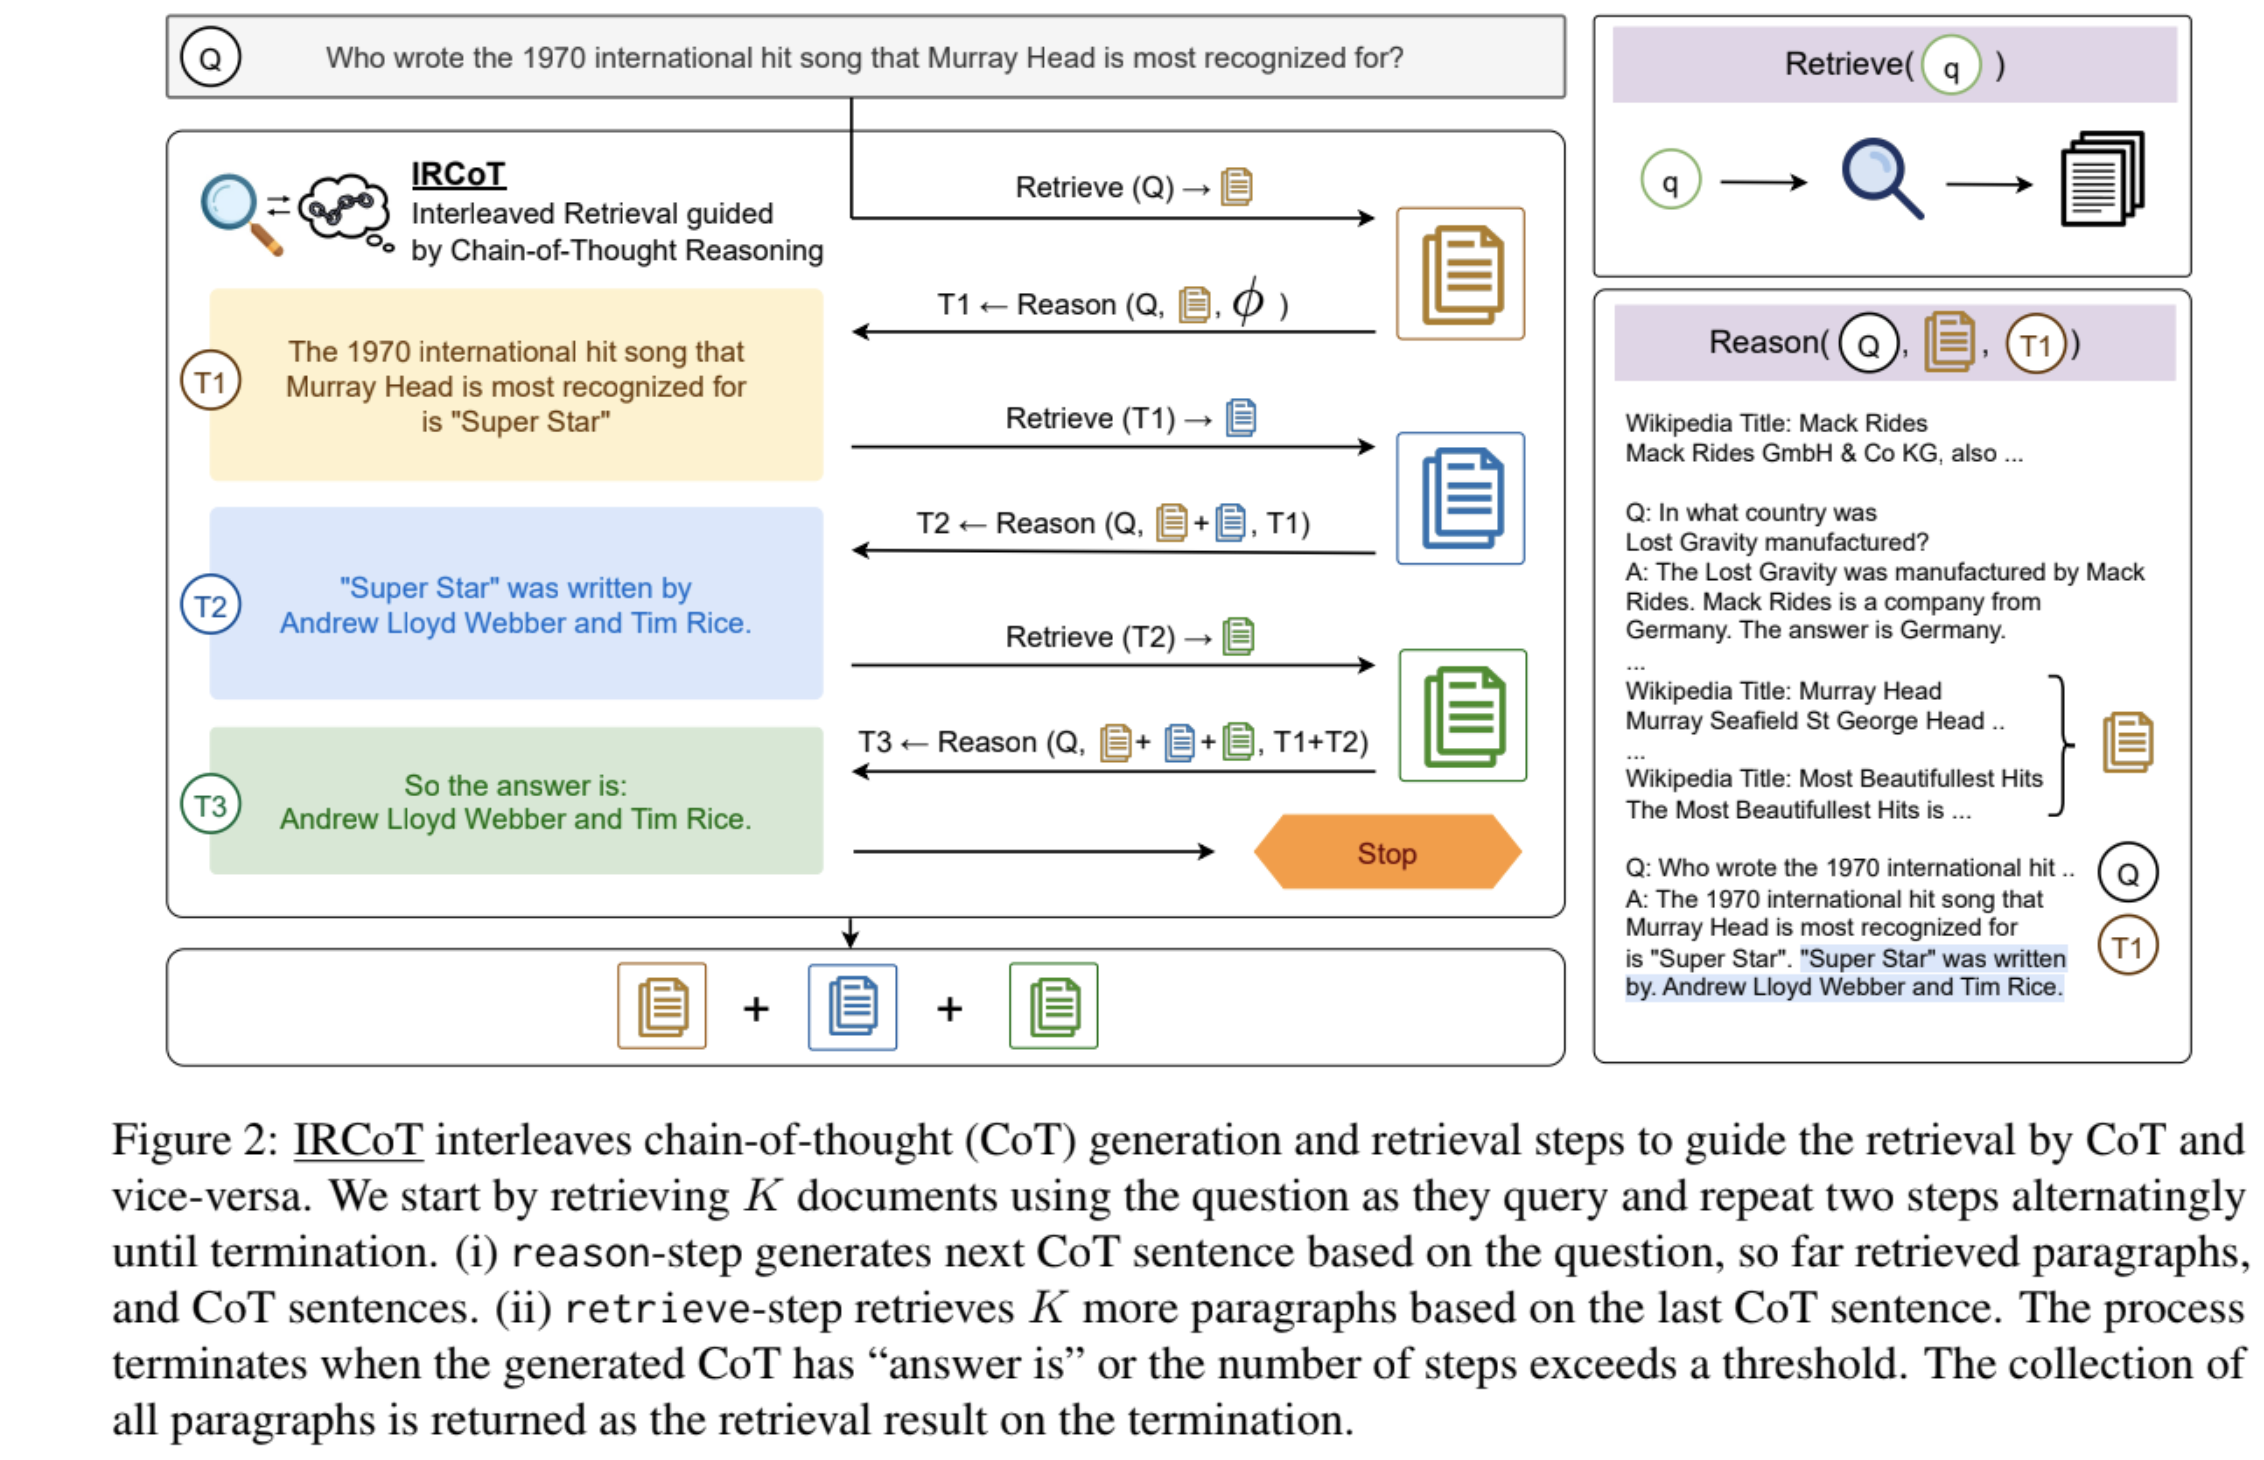 Q
Who wrote the 1970 international hit song that Murray Head is most recognized for?
IRCoT
Interleaved Retrieval guided
by Chain-of-Thought Reasoning
Retrieve (Q) →
T1 ← Reason (Q, , ϕ )
T1
The 1970 international hit song that
Murray Head is most recognized for
is "Super Star"
Retrieve (T1) →
T2 ← Reason (Q, + , T1)
T2
"Super Star" was written by
Andrew Lloyd Webber and Tim Rice.
Retrieve (T2) →
T3 ← Reason (Q, + + , T1+T2)
T3
So the answer is:
Andrew Lloyd Webber and Tim Rice.
Stop
+ +
Retrieve( q )
q
Reason( Q , , T1 )
Wikipedia Title: Mack Rides
Mack Rides GmbH & Co KG, also ...
Q: In what country was
Lost Gravity manufactured?
A: The Lost Gravity was manufactured by Mack
Rides. Mack Rides is a company from
Germany. The answer is Germany.
...
Wikipedia Title: Murray Head
Murray Seafield St George Head ..
...
Wikipedia Title: Most Beautifullest Hits
The Most Beautifullest Hits is ...
Q: Who wrote the 1970 international hit ..
Q
A: The 1970 international hit song that
Murray Head is most recognized for
T1
is "Super Star". "Super Star" was written
by. Andrew Lloyd Webber and Tim Rice.
Figure 2: IRCoT interleaves chain-of-thought (CoT) generation and retrieval steps to guide the retrieval by CoT and
vice-versa. We start by retrieving K documents using the question as they query and repeat two steps alternatingly
until termination. (i) reason-step generates next CoT sentence based on the question, so far retrieved paragraphs,
and CoT sentences. (ii) retrieve-step retrieves K more paragraphs based on the last CoT sentence. The process
terminates when the generated CoT has “answer is” or the number of steps exceeds a threshold. The collection of
all paragraphs is returned as the retrieval result on the termination.